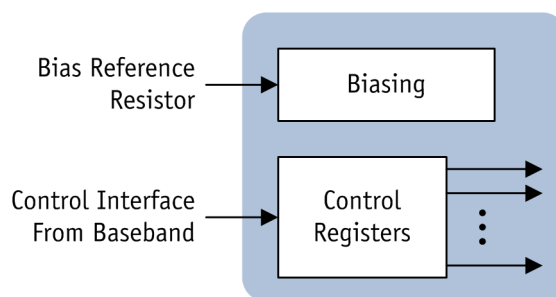 Bias Reference
Resistor
Biasing
Control Interface
From Baseband
Control
Registers